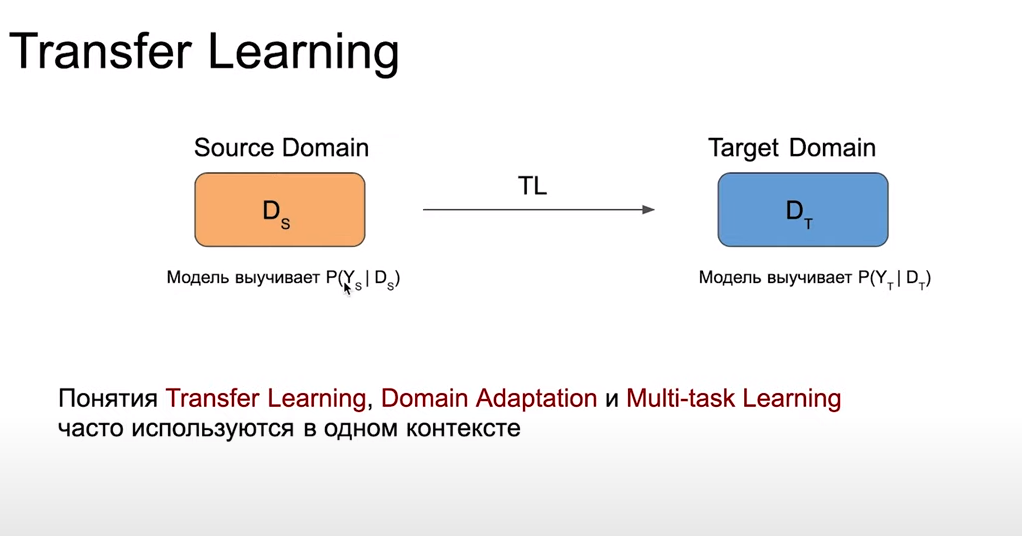 Transfer Learning
Source Domain
Target Domain
TL
D_S
D_T
Модель выучивает P(Y_S | D_S)
Модель выучивает P(Y_T | D_T)
Понятия Transfer Learning, Domain Adaptation и Multi-task Learning
часто используются в одном контексте